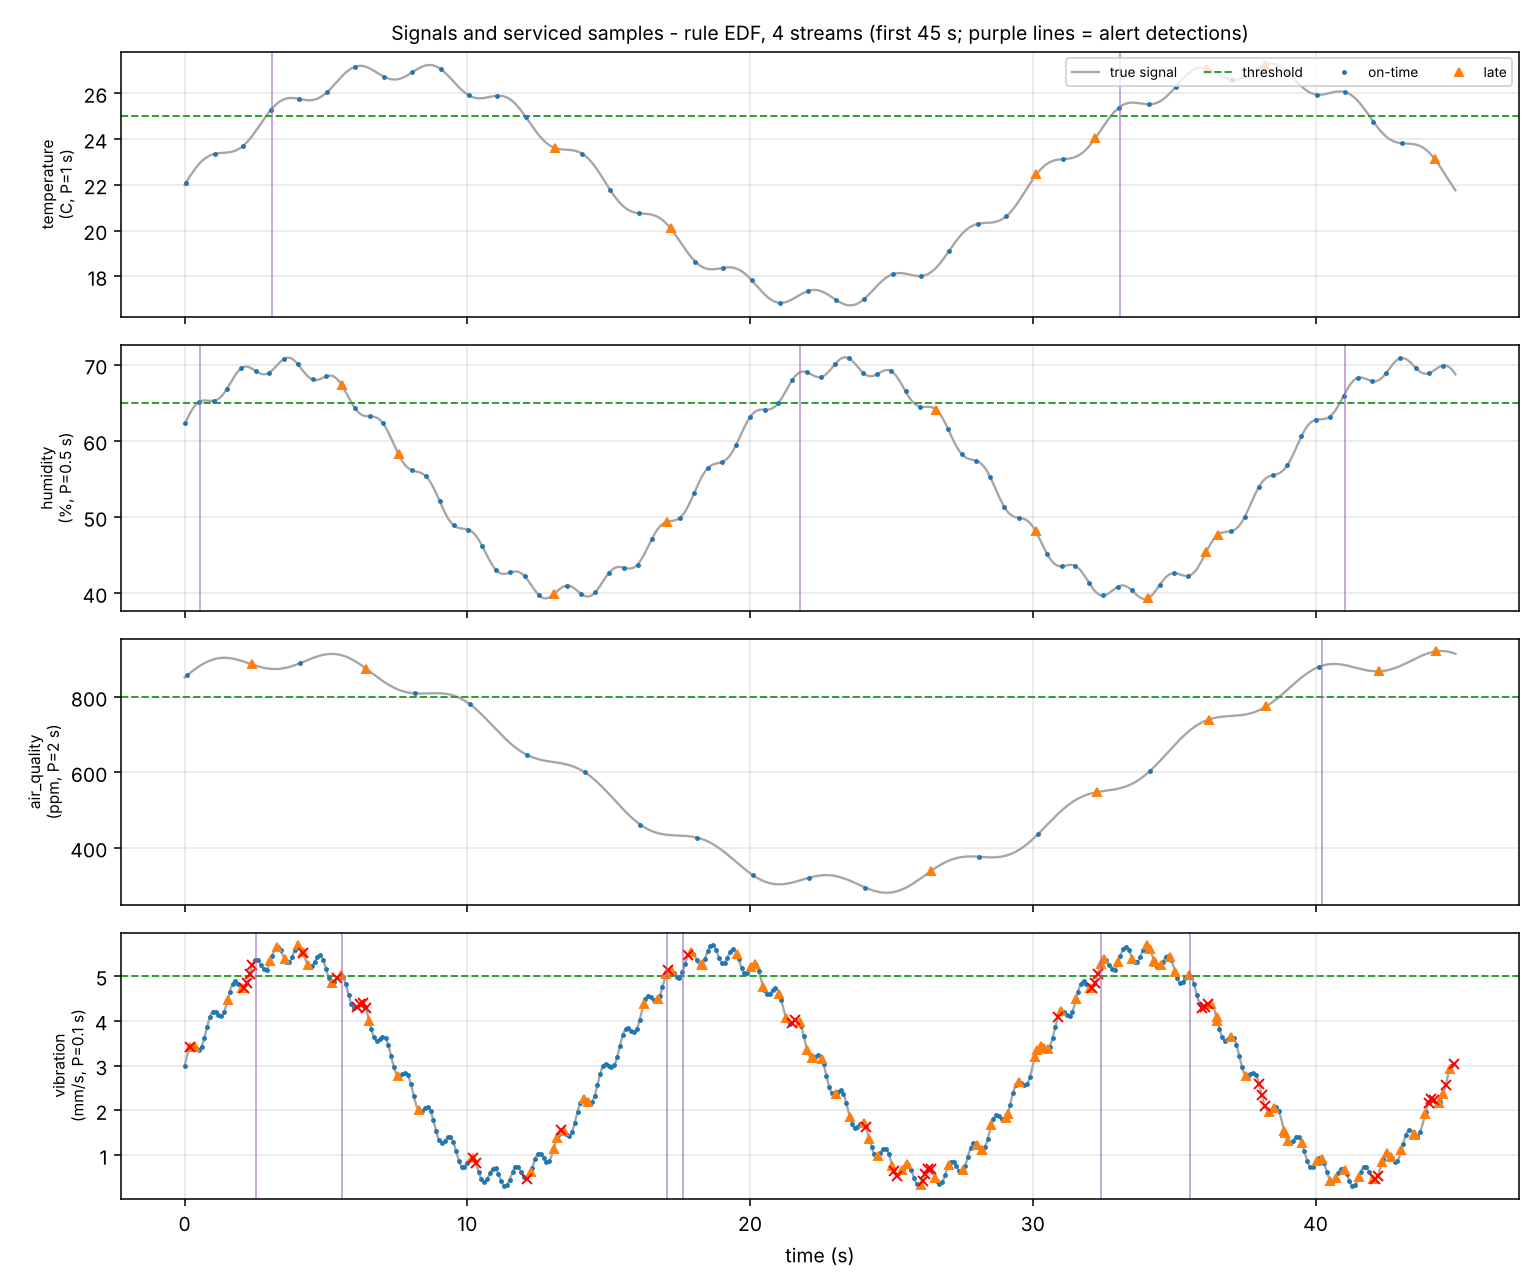 Signals and serviced samples - rule EDF, 4 streams (first 45 s; purple lines = alert detections)
true signal
threshold
on-time
late
26
24
22
20
18
temperature
(C, P=1 s)
70
60
50
40
humidity
(%, P=0.5 s)
800
600
400
air_quality
(ppm, P=2 s)
5
4
3
2
1
vibration
(mm/s, P=0.1 s)
0
10
20
30
40
time (s)